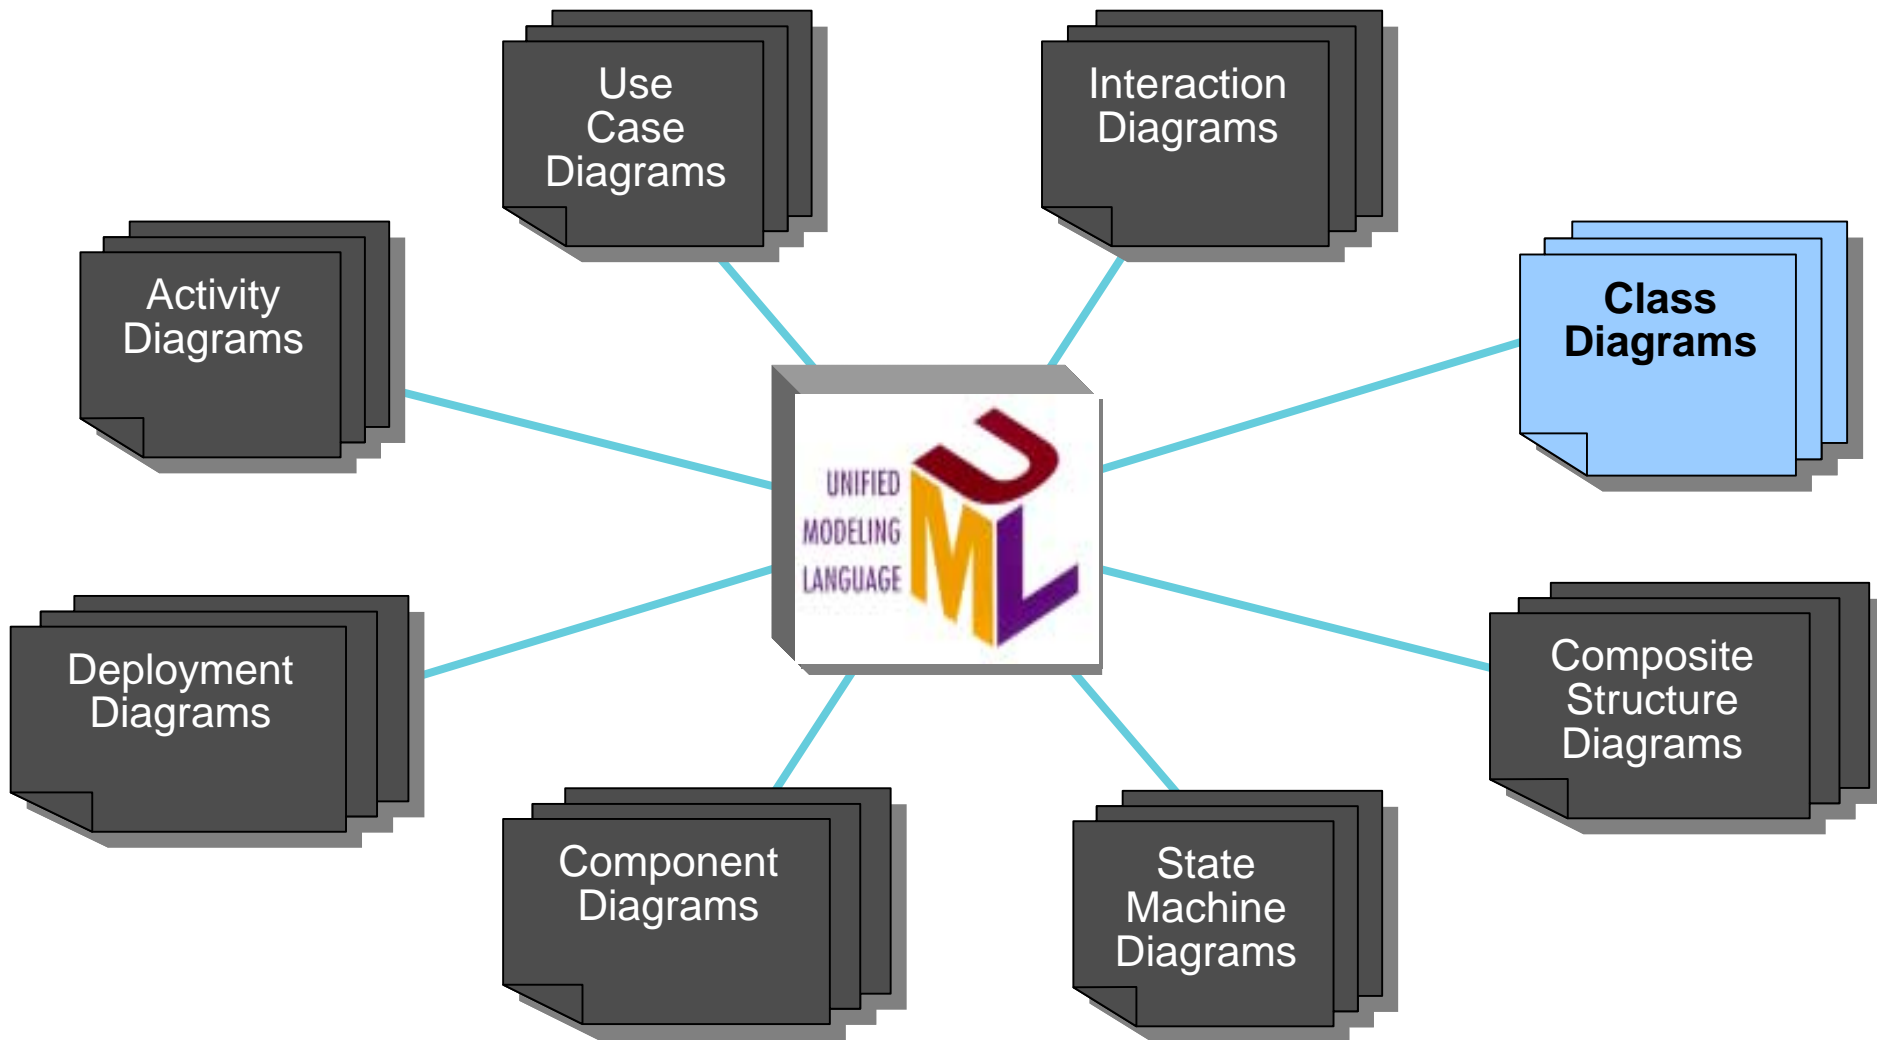 Use
Case
Diagrams
Interaction
Diagrams
Activity
Diagrams
Class
Diagrams
UNIFIED
MODELING
LANGUAGE
UML
Deployment
Diagrams
Composite
Structure
Diagrams
Component
Diagrams
State
Machine
Diagrams